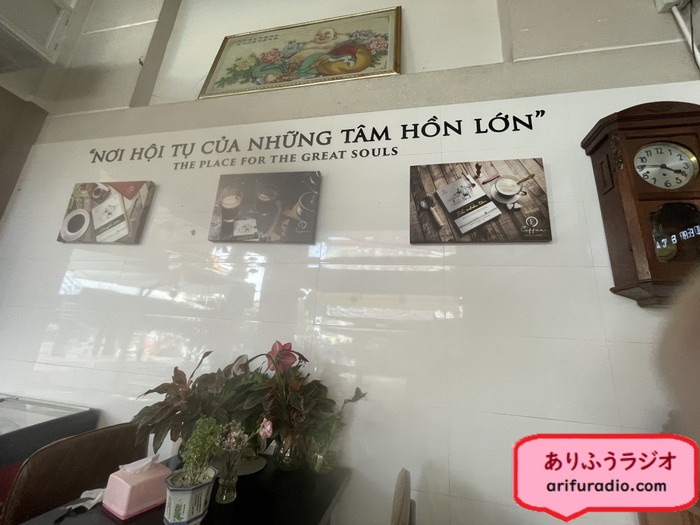 “NƠI HỘI TỤ CỦA NHỮNG TÂM HỒN LỚN”
THE PLACE FOR THE GREAT SOULS
Coffee
ありふうラジオ
arifuradio.com